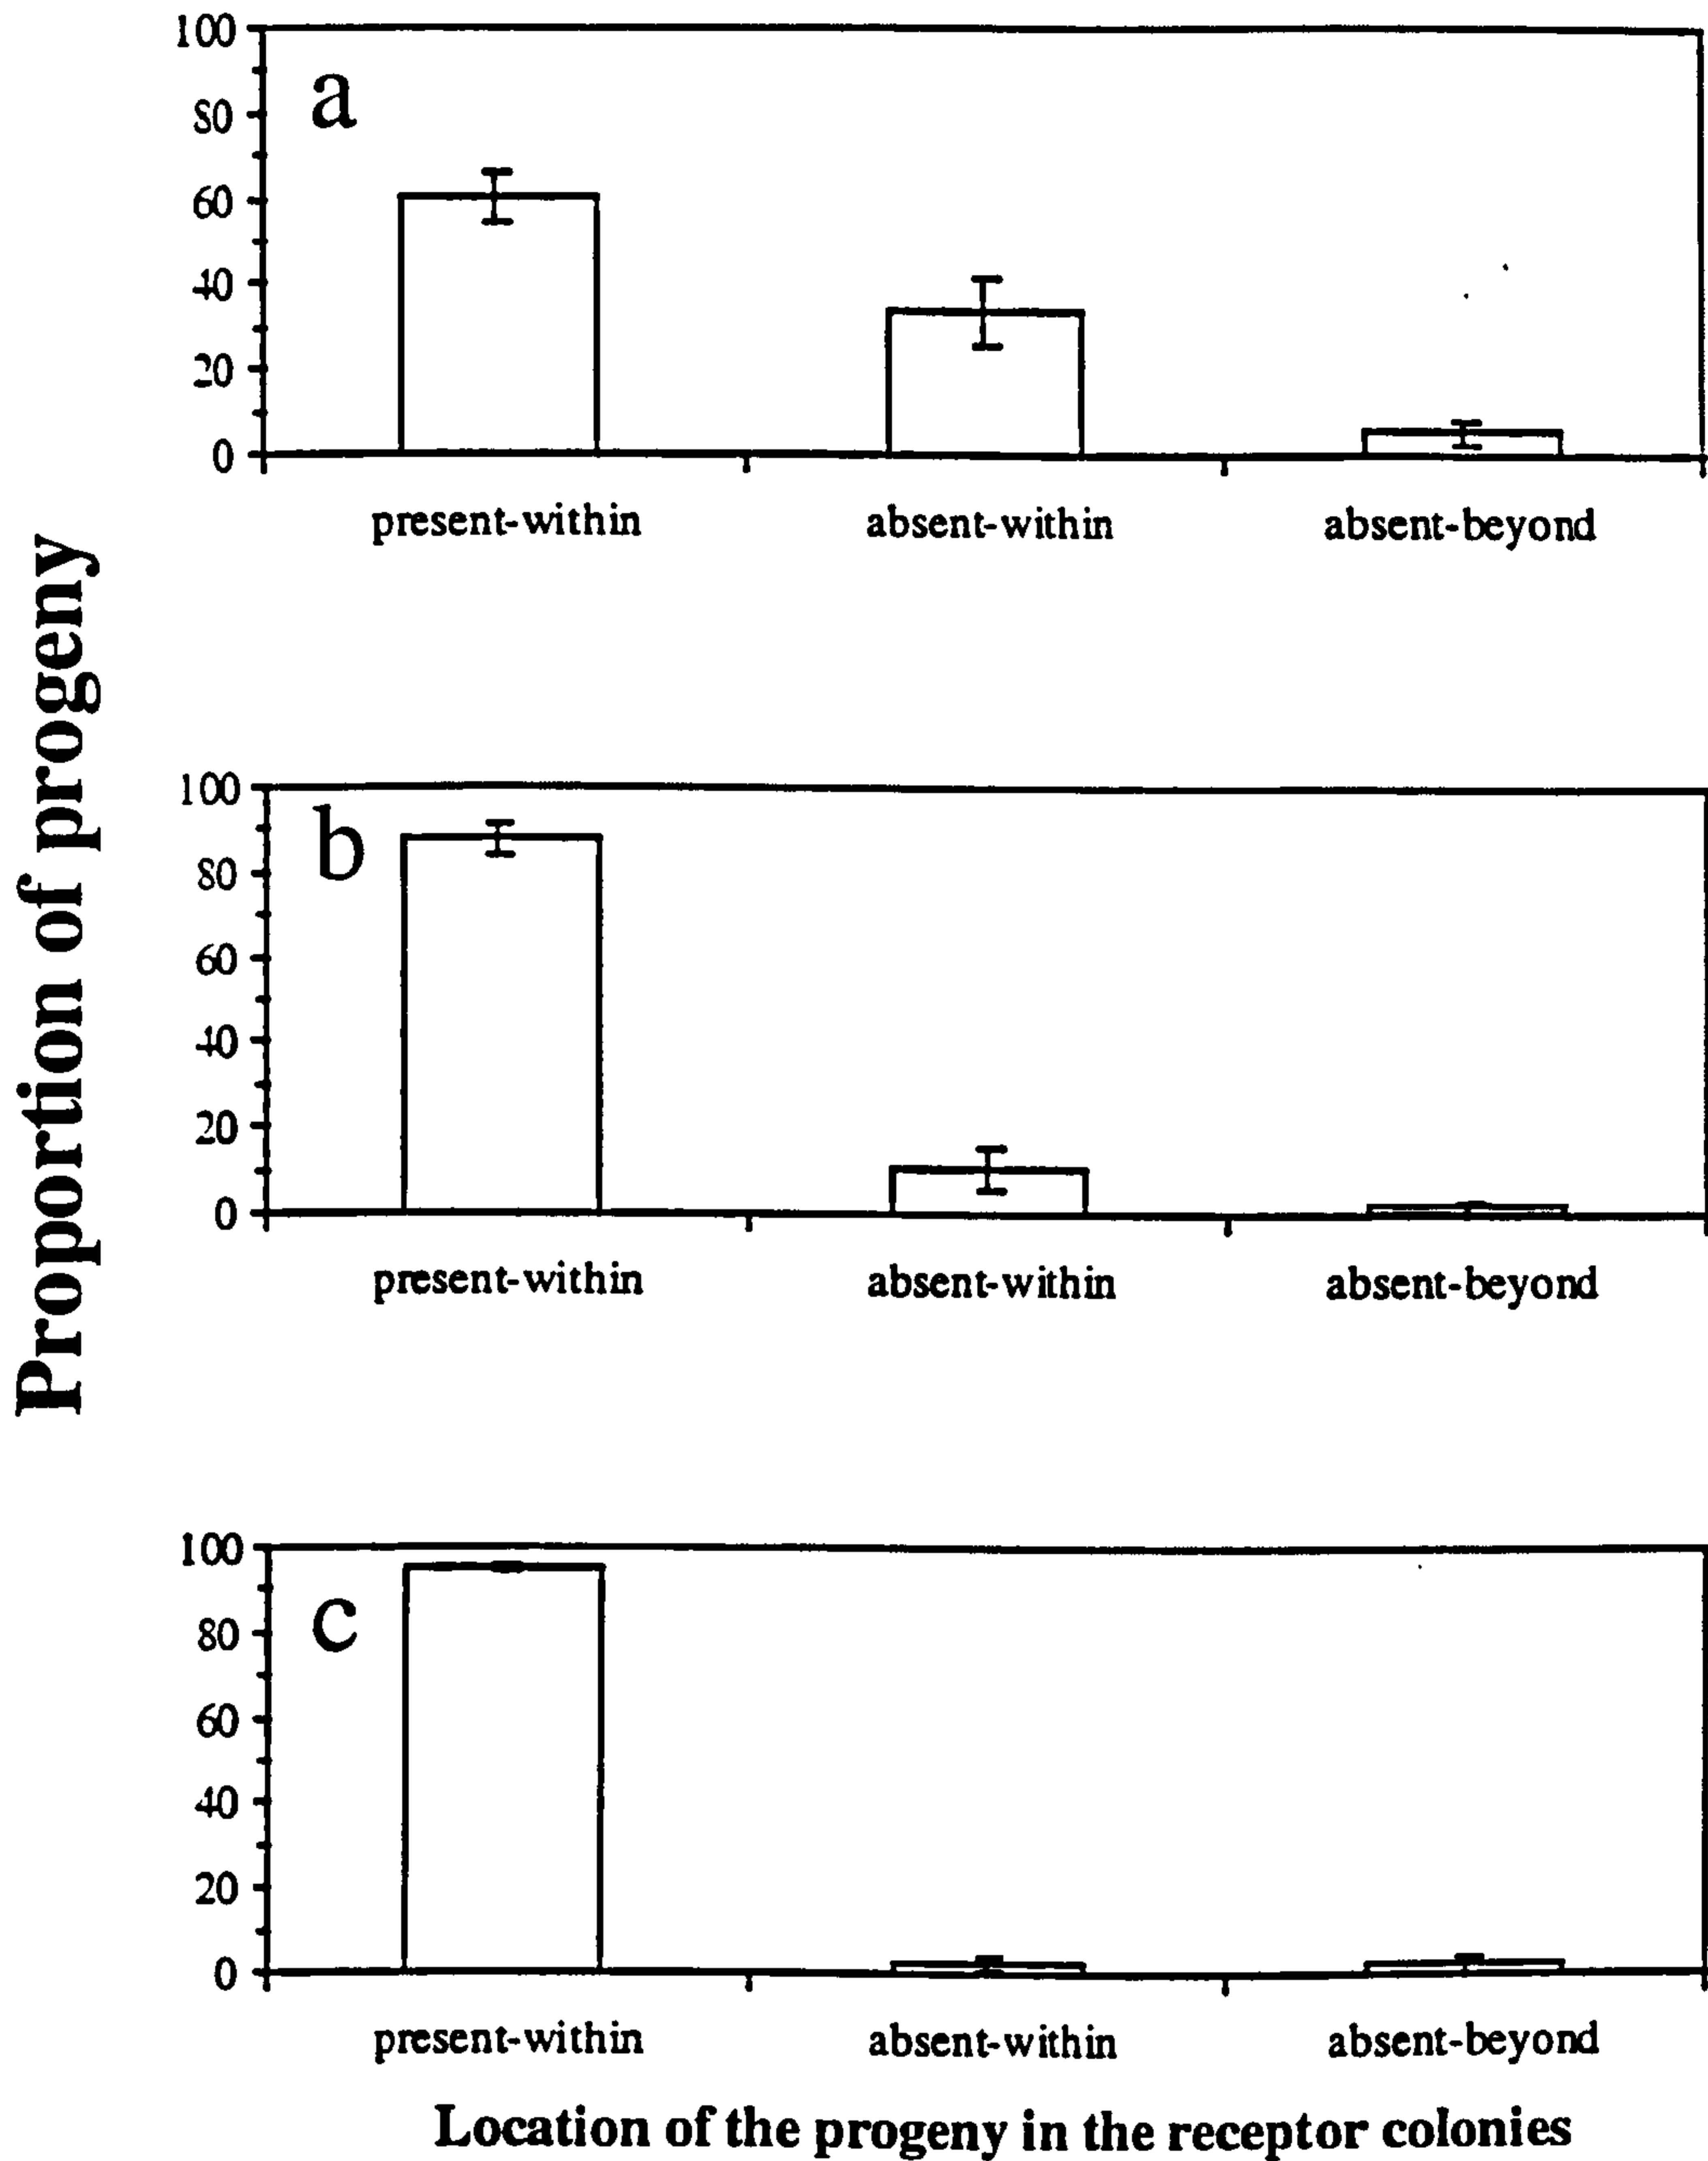 Proportion of progeny
100
80
60
40
20
0
a
present-within absent-within absent-beyond
100
80
60
40
20
0
b
present-within absent-within absent-beyond
100
80
60
40
20
0
c
present-within absent-within absent-beyond
Location of the progeny in the receptor colonies